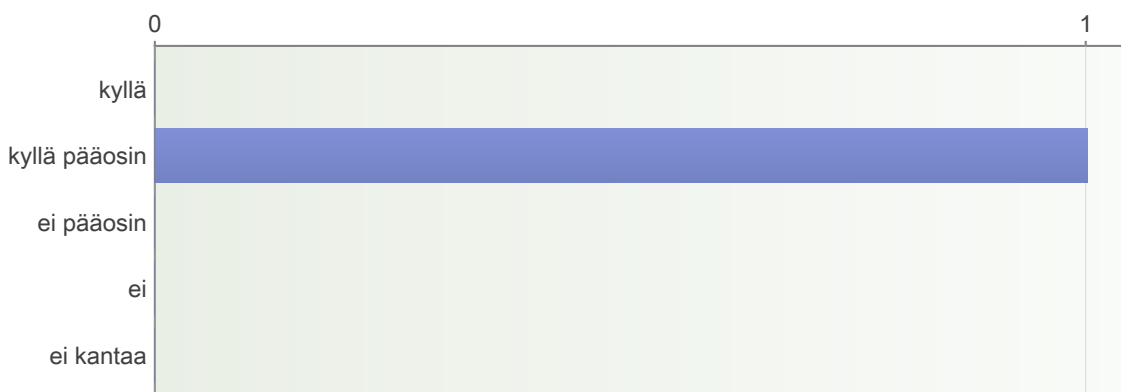 0 1
kyllä
kyllä pääosin
ei pääosin
ei
ei kantaa